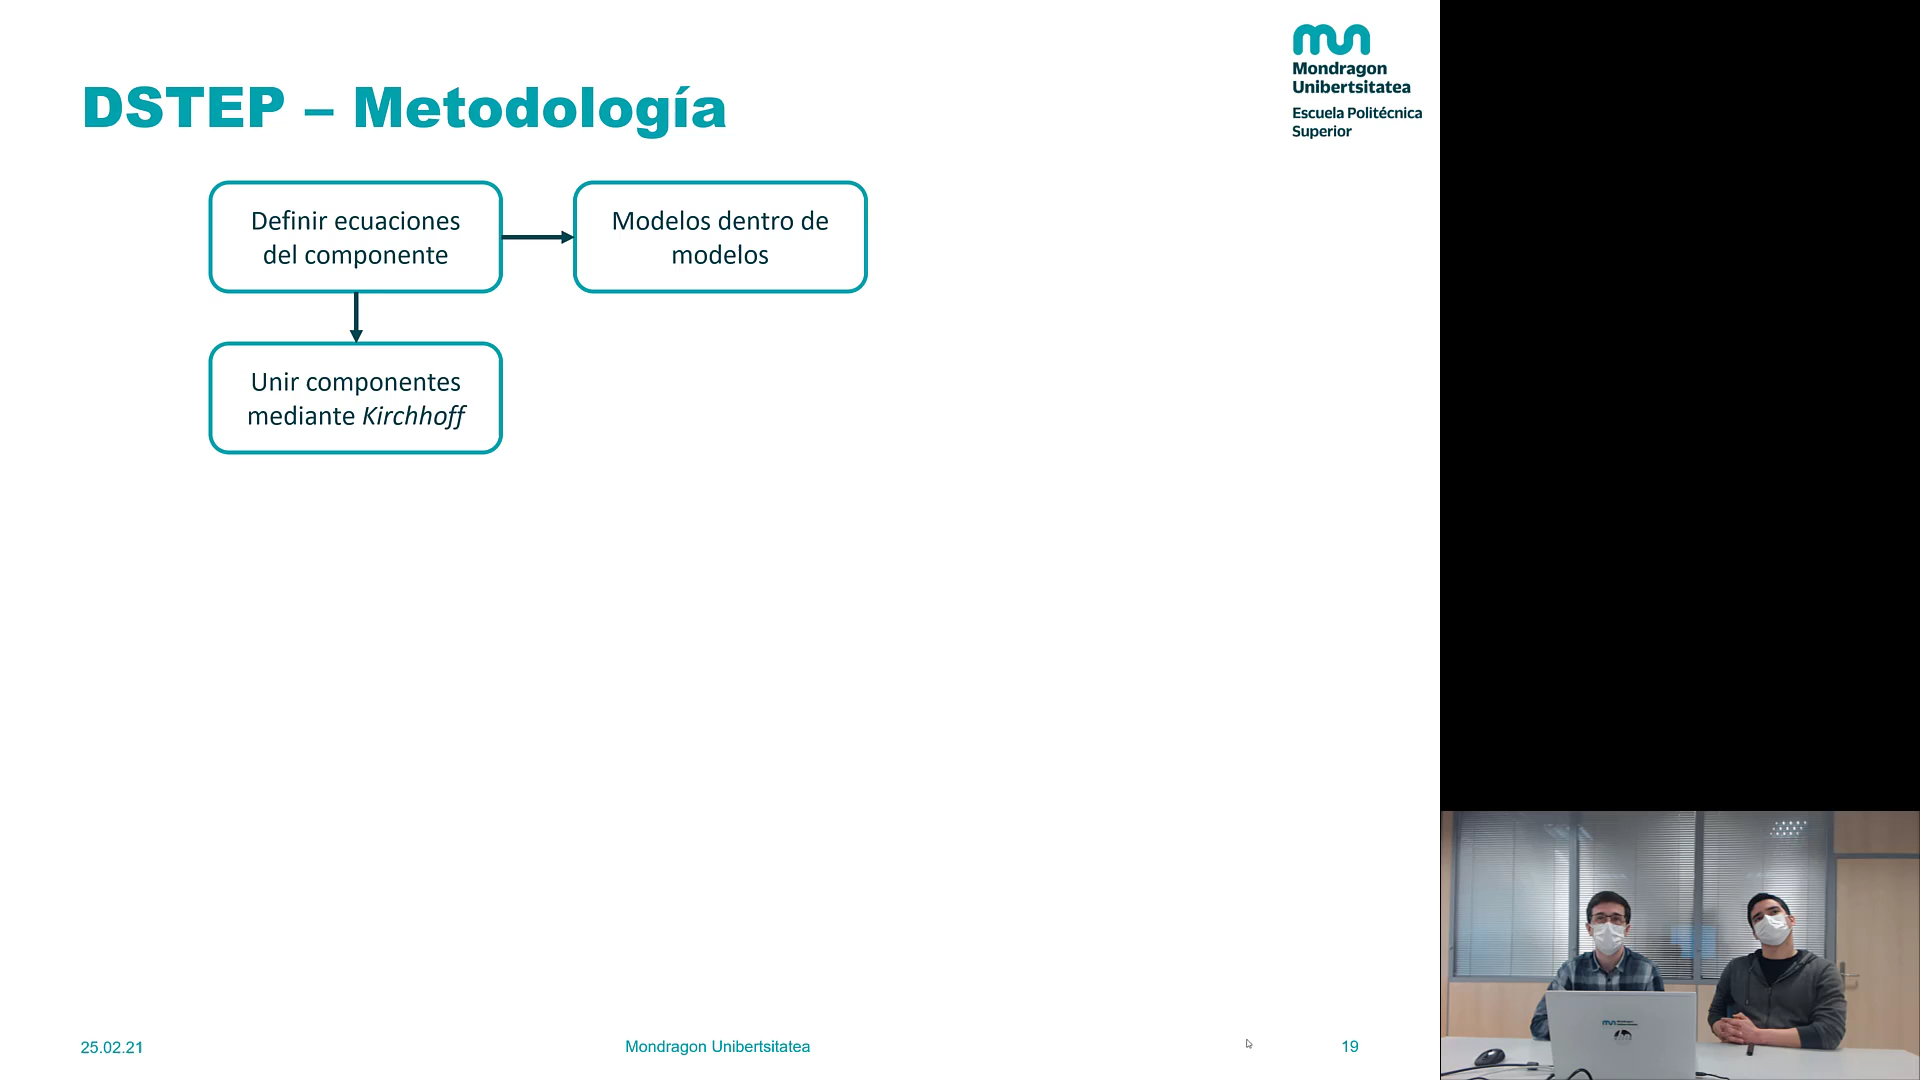 Mondragon
Unibertsitatea
Escuela Politécnica
Superior
DSTEP – Metodología
Definir ecuaciones
del componente
Modelos dentro de
modelos
Unir componentes
mediante Kirchhoff
25.02.21
Mondragon Unibertsitatea
19